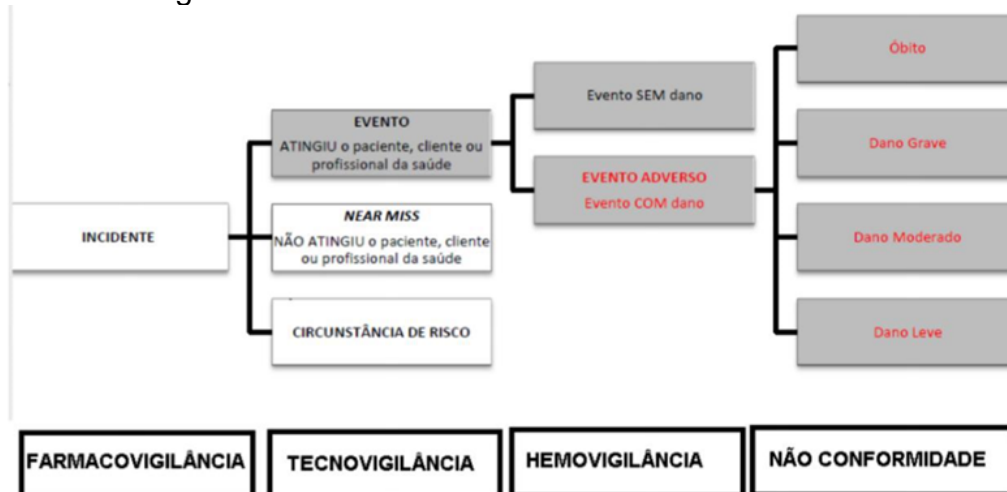 INCIDENTE
EVENTO
ATINGIU o paciente, cliente ou
profissional da saúde
NEAR MISS
NÃO ATINGIU o paciente, cliente
ou profissional da saúde
CIRCUNSTÂNCIA DE RISCO
Evento SEM dano
EVENTO ADVERSO
Evento COM dano
Óbito
Dano Grave
Dano Moderado
Dano Leve
FARMACOVIGILÂNCIA
TECNOVIGILÂNCIA
HEMOVIGILÂNCIA
NÃO CONFORMIDADE